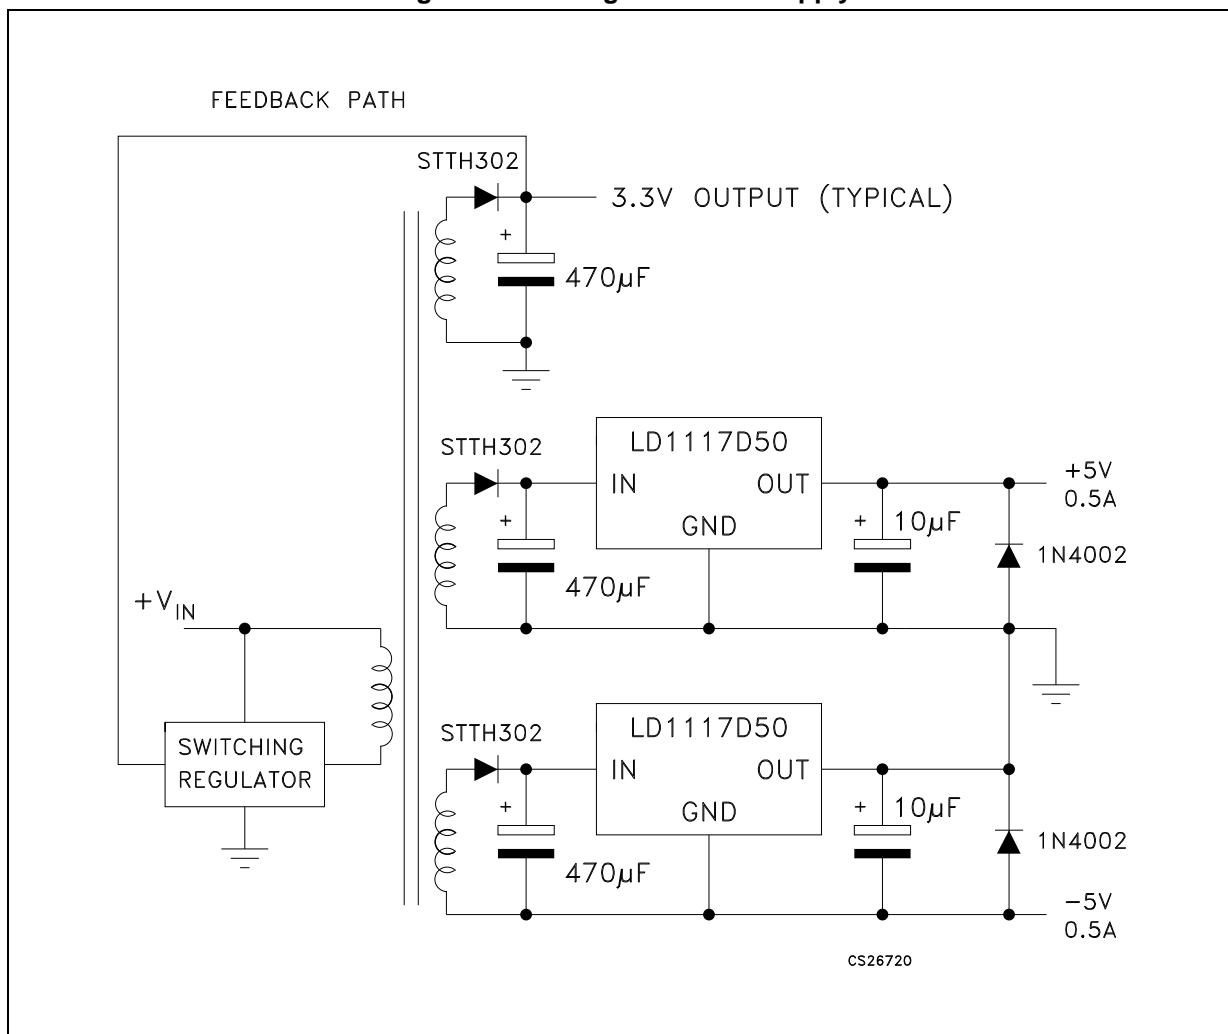 FEEDBACK PATH
STTH302
3.3V OUTPUT (TYPICAL)
+
470µF
STTH302
LD1117D50
IN
OUT
GND
+
470µF
+
10µF
+5V
0.5A
1N4002
+VIN
SWITCHING
REGULATOR
STTH302
LD1117D50
IN
OUT
GND
+
470µF
+
10µF
1N4002
-5V
0.5A
CS26720